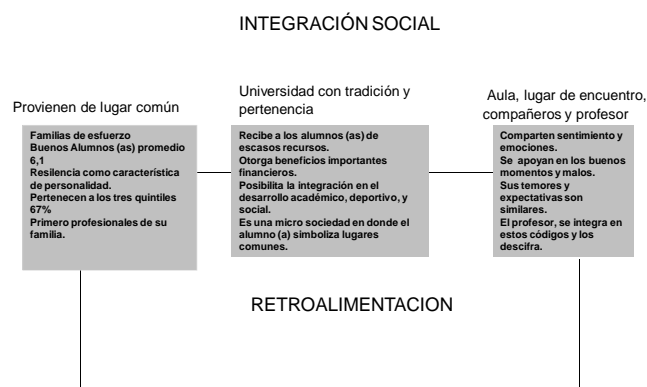 INTEGRACIÓN SOCIAL
Provienen de lugar común
Familias de esfuerzo
Buenos Alumnos (as) promedio
6,1
Resilencia como característica
de personalidad.
Pertenecen a los tres quintiles
67%
Primero profesionales de su
familia.
Universidad con tradición y
pertenencia
Recibe a los alumnos (as) de
escasos recursos.
Otorga beneficios importantes
financieros.
Posibilita la integración en el
desarrollo académico, deportivo, y
social.
Es una micro sociedad en donde el
alumno (a) simboliza lugares
comunes.
Aula, lugar de encuentro,
compañeros y profesor
Comparten sentimiento y
emociones.
Se apoyan en los buenos
momentos y malos.
Sus temores y
expectativas son
similares.
El profesor, se integra en
estos códigos y los
descifra.
RETROALIMENTACION